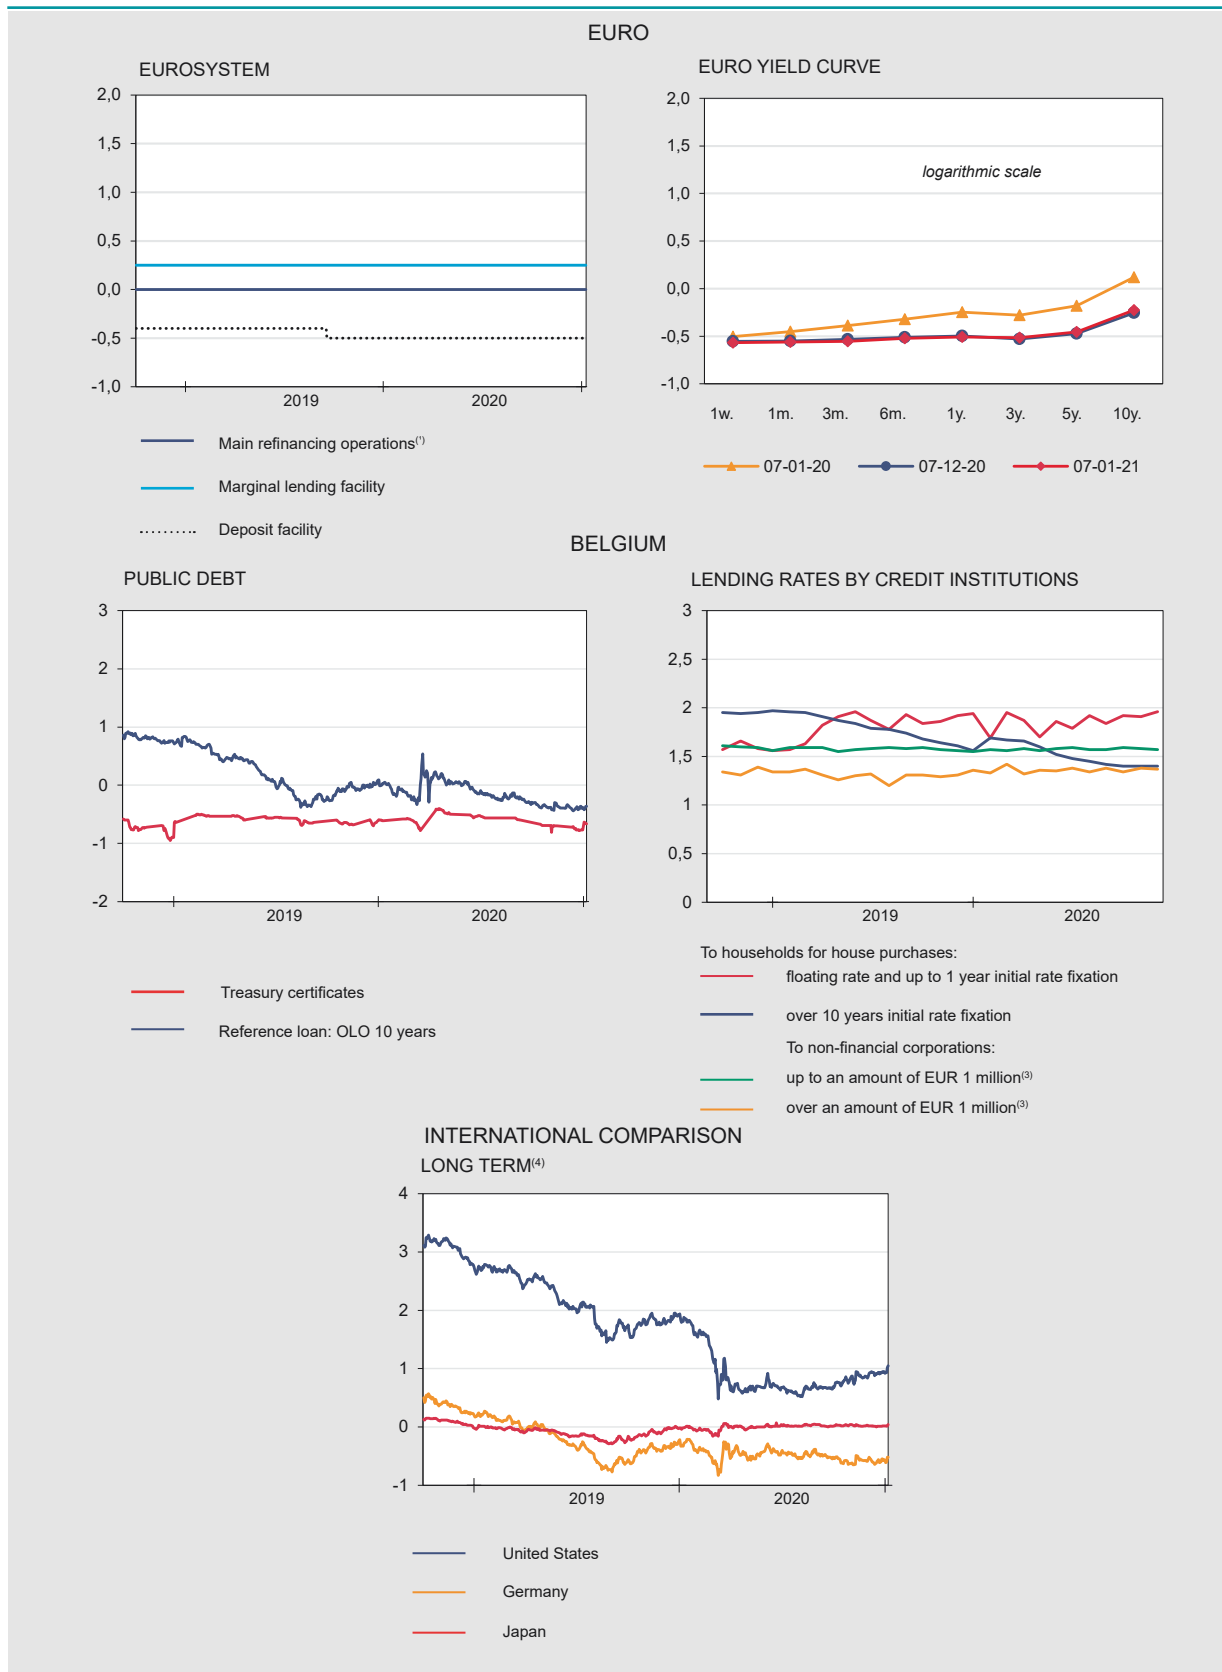 EURO
EUROSYSTEM
2,0
1,5
1,0
0,5
0,0
-0,5
-1,0
2019
2020
Main refinancing operations(¹)
Marginal lending facility
Deposit facility
EURO YIELD CURVE
2,0
1,5
1,0
0,5
0,0
-0,5
-1,0
logarithmic scale
1w.
1m.
3m.
6m.
1y.
3y.
5y.
10y.
07-01-20
07-12-20
07-01-21
BELGIUM
PUBLIC DEBT
3
2
1
0
-1
-2
2019
2020
Treasury certificates
Reference loan: OLO 10 years
LENDING RATES BY CREDIT INSTITUTIONS
3
2,5
2
1,5
1
0,5
0
2019
2020
To households for house purchases:
floating rate and up to 1 year initial rate fixation
over 10 years initial rate fixation
To non-financial corporations:
up to an amount of EUR 1 million(3)
over an amount of EUR 1 million(3)
INTERNATIONAL COMPARISON
LONG TERM(4)
4
3
2
1
0
-1
2019
2020
United States
Germany
Japan